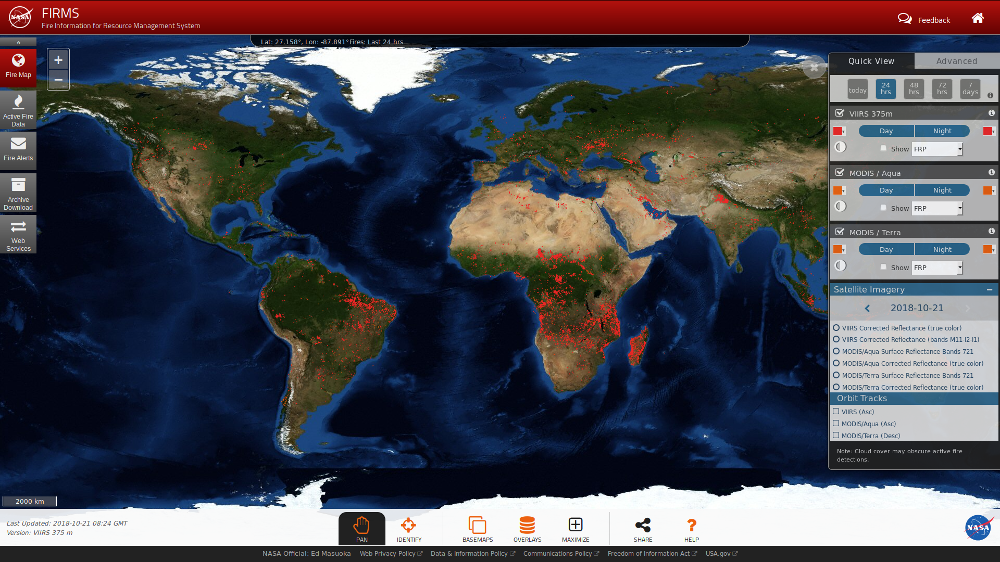 NASA
FIRMS
Fire Information for Resource Management System
Feedback
Lat: 27.158°, Lon: -87.891°Fires: Last 24 hrs
Fire Map
Active Fire
Data
Fire Alerts
Archive
Download
Web
Services
+
−
Quick View
Advanced
today
24
hrs
48
hrs
72
hrs
7
days
VIIRS 375m
Day
Night
Show
FRP
MODIS / Aqua
Day
Night
Show
FRP
MODIS / Terra
Day
Night
Show
FRP
Satellite Imagery
2018-10-21
VIIRS Corrected Reflectance (true color)
VIIRS Corrected Reflectance (bands M11-I2-I1)
MODIS/Aqua Surface Reflectance Bands 721
MODIS/Aqua Corrected Reflectance (true color)
MODIS/Terra Surface Reflectance Bands 721
MODIS/Terra Corrected Reflectance (true color)
Orbit Tracks
VIIRS (Asc)
MODIS/Aqua (Asc)
MODIS/Terra (Desc)
Note: Cloud cover may obscure active fire
detections.
2000 km
Last Updated: 2018-10-21 08:24 GMT
Version: VIIRS 375 m
PAN
IDENTIFY
BASEMAPS
OVERLAYS
MAXIMIZE
SHARE
?
HELP
NASA
NASA Official: Ed Masuoka
Web Privacy Policy
Data & Information Policy
Communications Policy
Freedom of Information Act
USA.gov